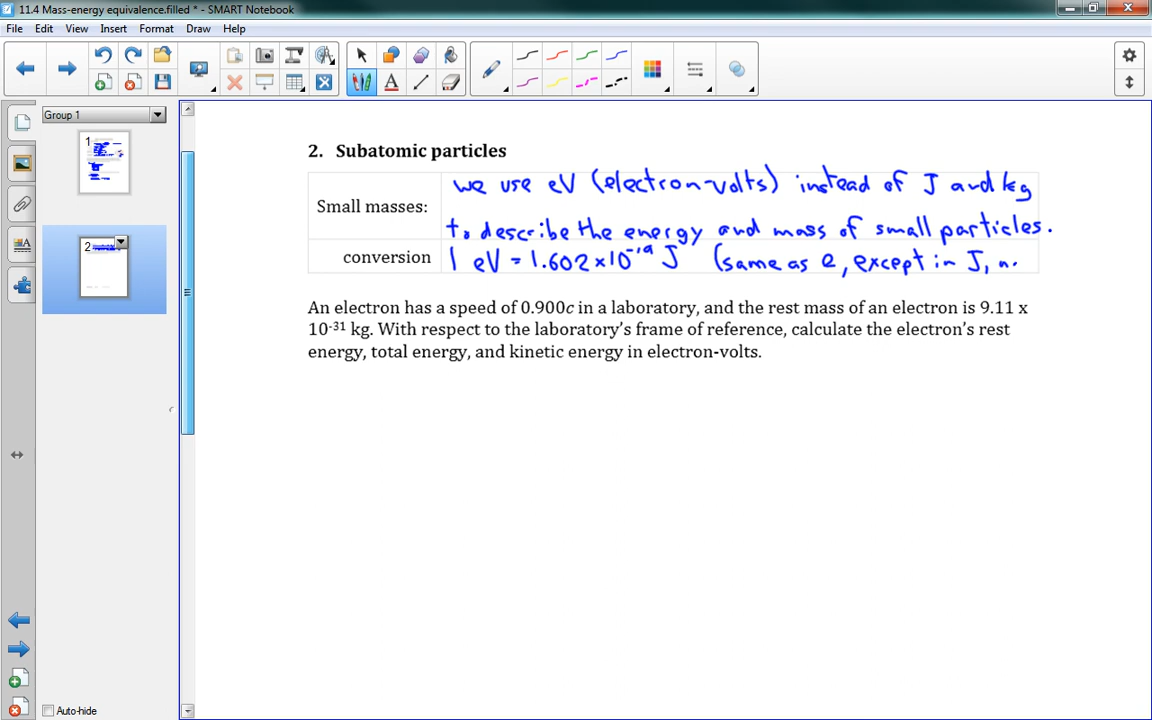 11.4 Mass-energy equivalence.filled * - SMART Notebook
File Edit View Insert Format Draw Help
Group 1
1
2
2. Subatomic particles
Small masses:
we use eV (electron-volts) instead of J and kg
to describe the energy and mass of small particles.
conversion
1 eV = 1.602 x 10⁻¹⁹ J (same as e, except in J, n
An electron has a speed of 0.900c in a laboratory, and the rest mass of an electron is 9.11 x
10⁻³¹ kg. With respect to the laboratory's frame of reference, calculate the electron's rest
energy, total energy, and kinetic energy in electron-volts.
Auto-hide